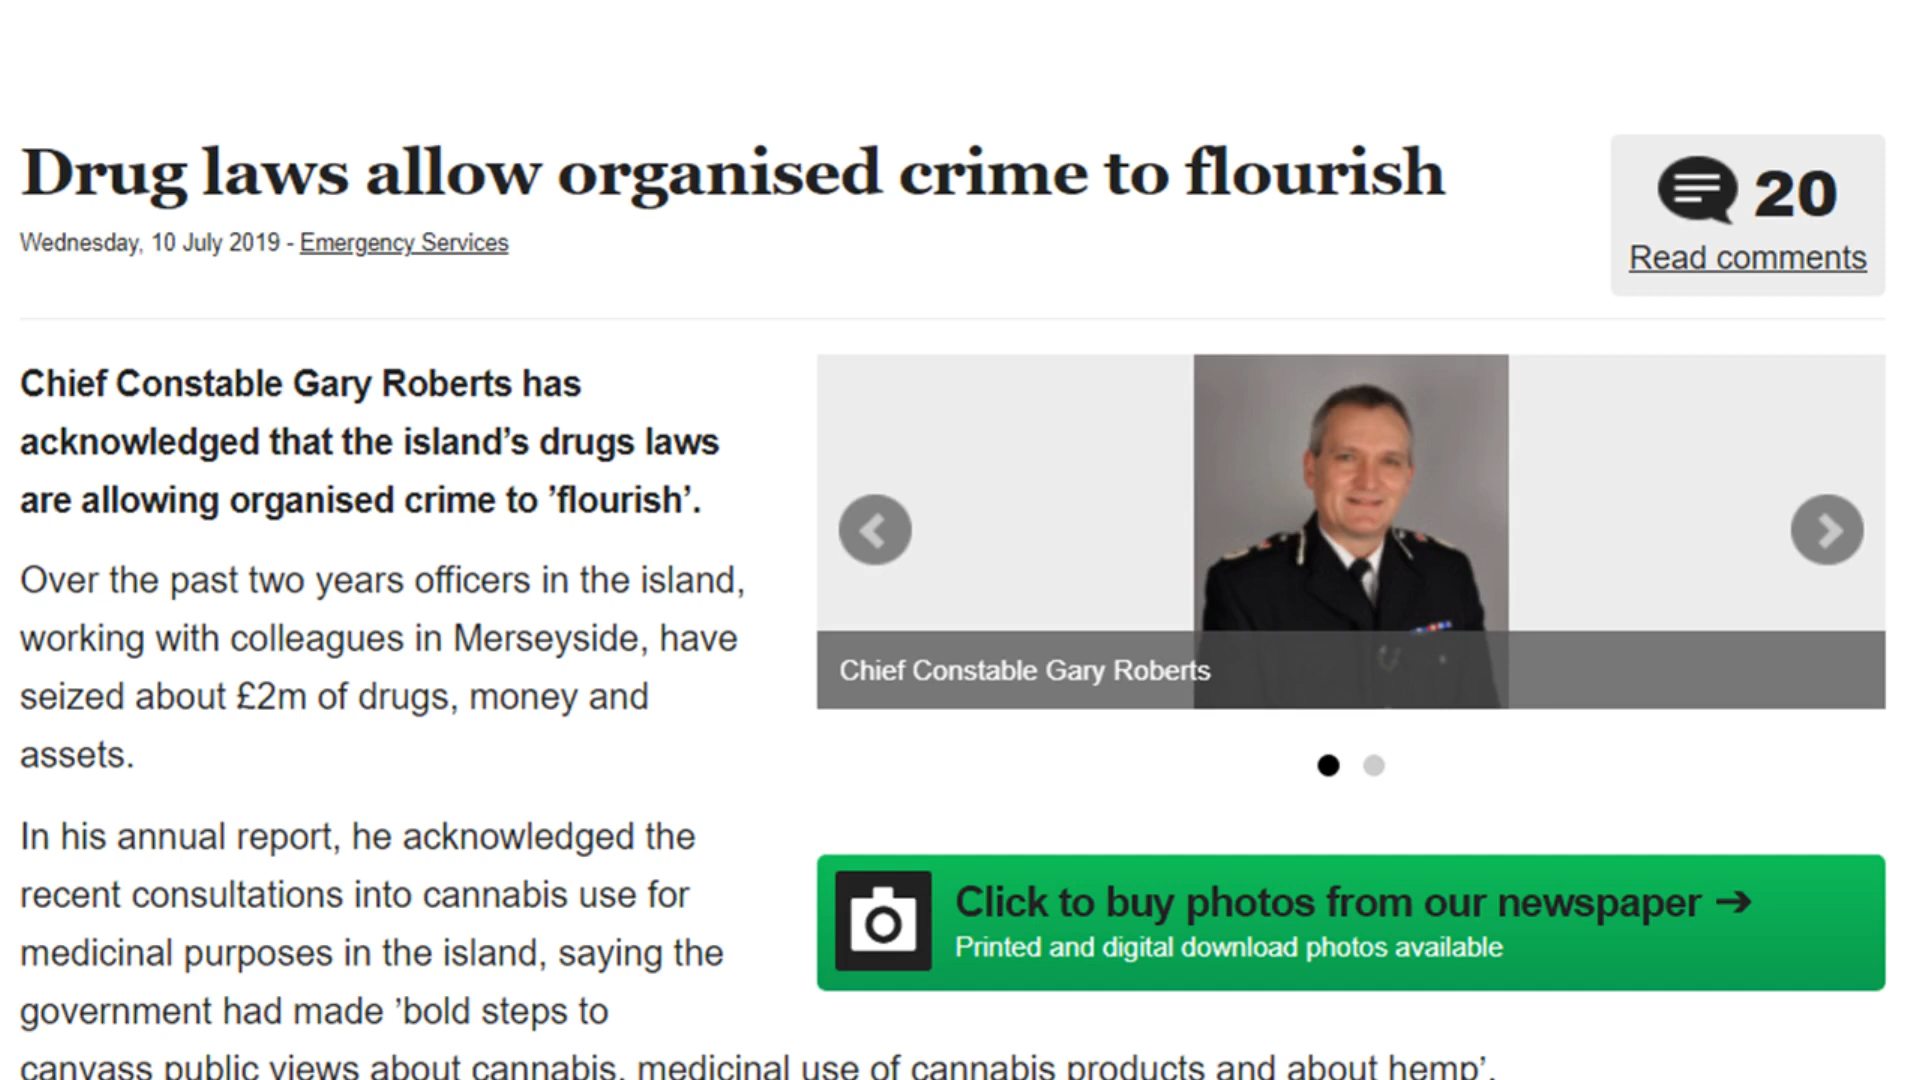 Drug laws allow organised crime to flourish
Wednesday, 10 July 2019 - Emergency Services
20
Read comments
Chief Constable Gary Roberts has
acknowledged that the island’s drugs laws
are allowing organised crime to ’flourish’.
Over the past two years officers in the island,
working with colleagues in Merseyside, have
seized about £2m of drugs, money and
assets.
In his annual report, he acknowledged the
recent consultations into cannabis use for
medicinal purposes in the island, saying the
government had made ’bold steps to
canvass public views about cannabis, medicinal use of cannabis products and about hemp’.
Chief Constable Gary Roberts
Click to buy photos from our newspaper →
Printed and digital download photos available